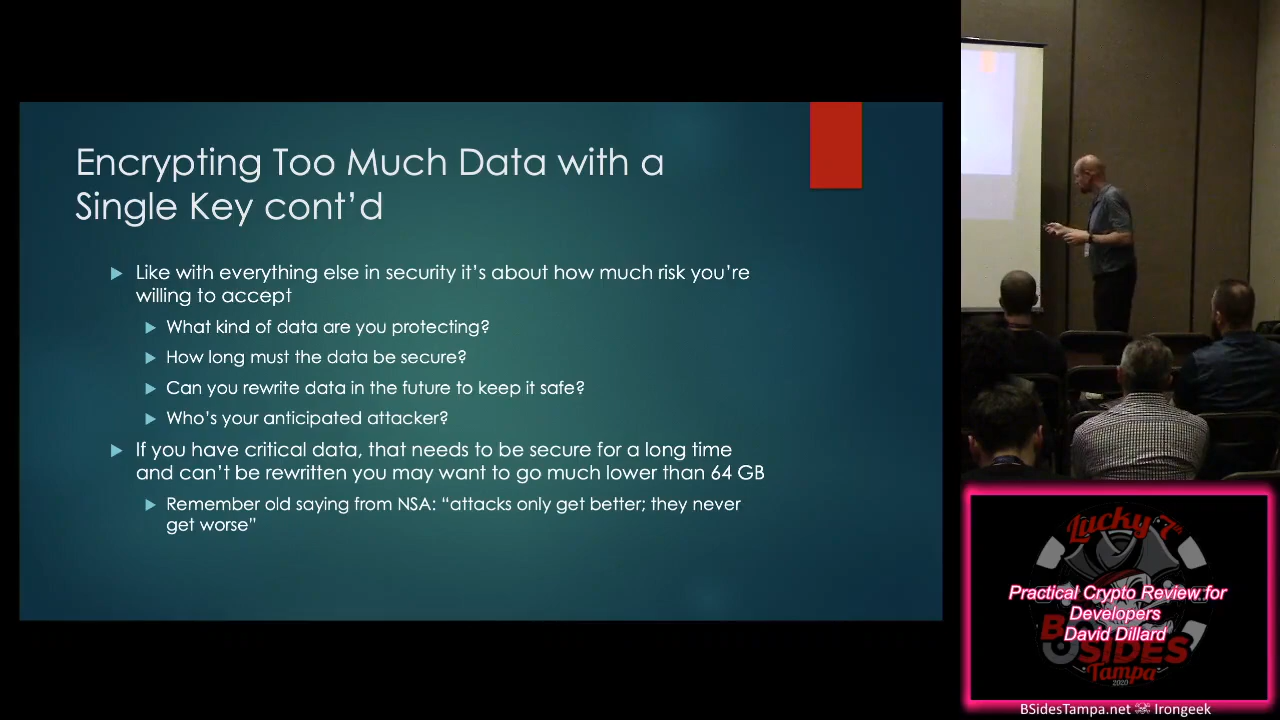 Encrypting Too Much Data with a
Single Key cont’d
Like with everything else in security it’s about how much risk you’re
willing to accept
What kind of data are you protecting?
How long must the data be secure?
Can you rewrite data in the future to keep it safe?
Who’s your anticipated attacker?
If you have critical data, that needs to be secure for a long time
and can’t be rewritten you may want to go much lower than 64 GB
Remember old saying from NSA: “attacks only get better; they never
get worse”
Lucky 7th
Practical Crypto Review for
Developers
David Dillard
BSIDES
Tampa
2020
BSidesTampa.net Irongeek